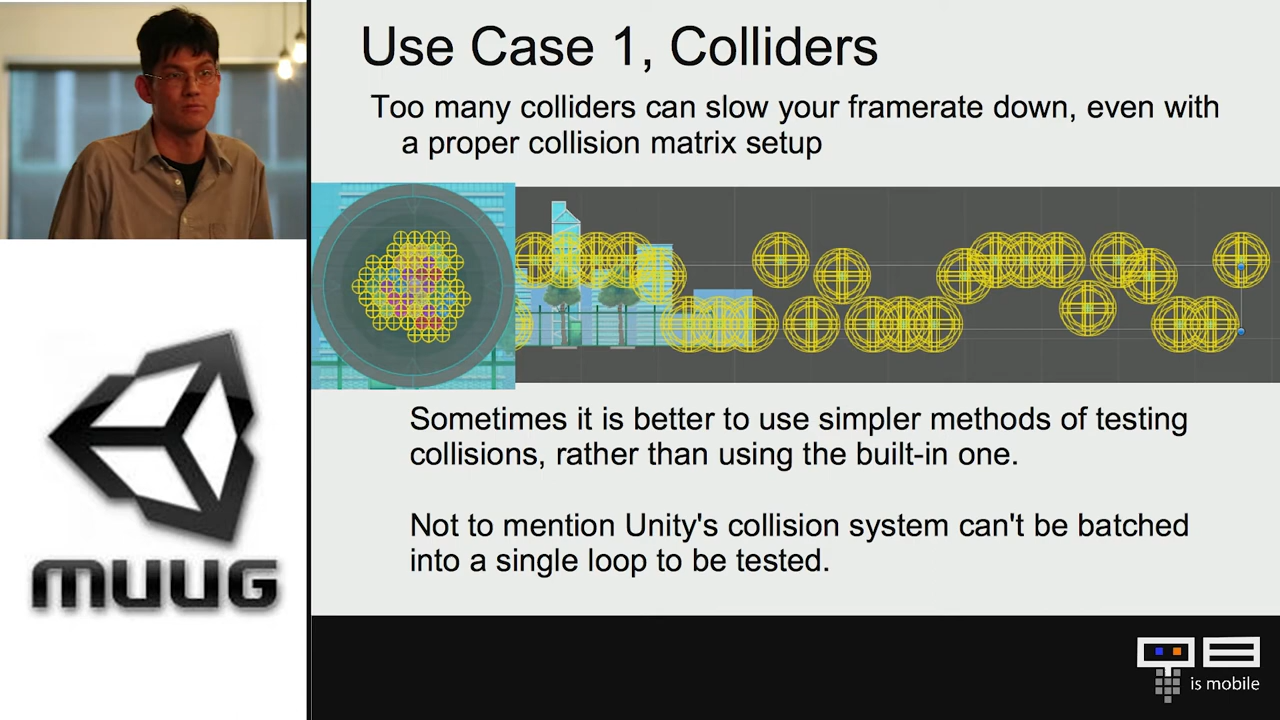 Use Case 1, Colliders
Too many colliders can slow your framerate down, even with
a proper collision matrix setup
Sometimes it is better to use simpler methods of testing
collisions, rather than using the built-in one.
Not to mention Unity's collision system can't be batched
into a single loop to be tested.
MUUG
is mobile